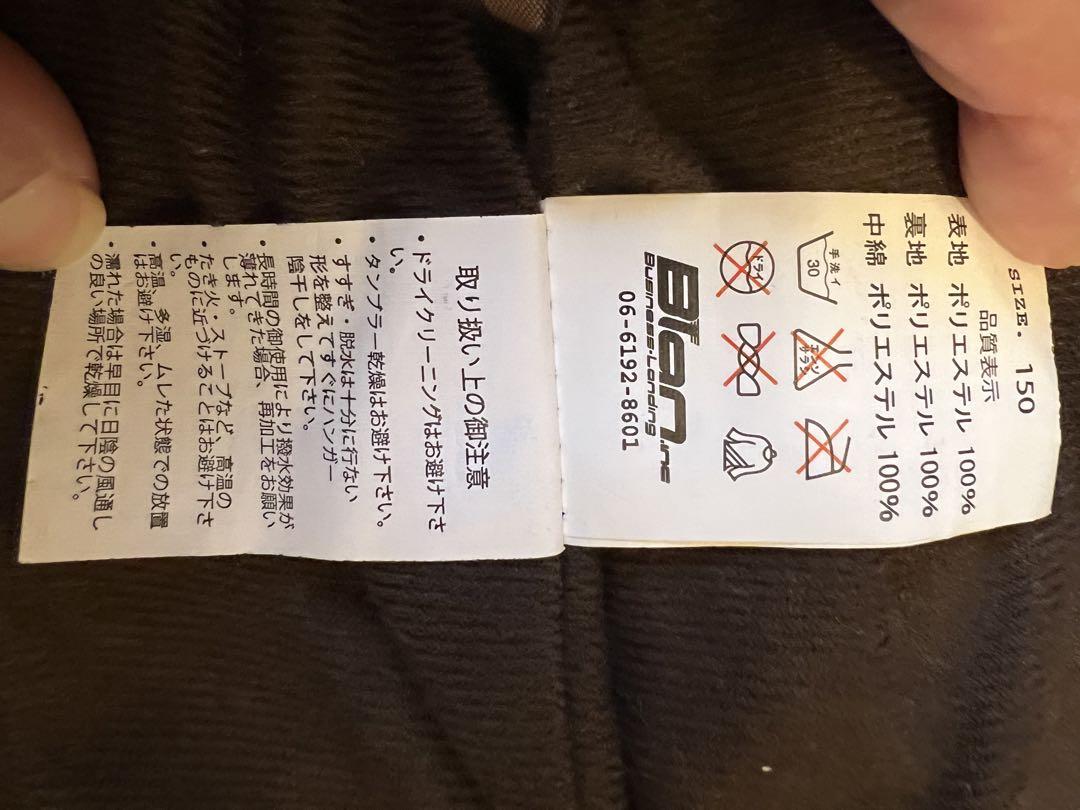 SIZE. 150
品質表示
表地 ポリエステル 100%
裏地 ポリエステル 100%
中綿 ポリエステル 100%
手洗イ
30
エンソ
サラシ
ドライ
Blan.inc
Business-Landing
06-6192-8601
取り扱い上の御注意
・ドライクリーニングはお避け下さ
い。
・タンブラー乾燥はお避け下さい。
・すすぎ・脱水は十分に行ない
形を整えてすぐにハンガー
陰干しをして下さい。
・長時間の御使用により撥水効果が
薄れてきた場合、再加工をお願い
します。
・たき火・ストーブなど、高温の
ものに近づけることはお避け下さ
い。
・高温、多湿、ムレた状態での放置
はお避け下さい。
・濡れた場合は早目に日陰の風通し
の良い場所で乾燥して下さい。